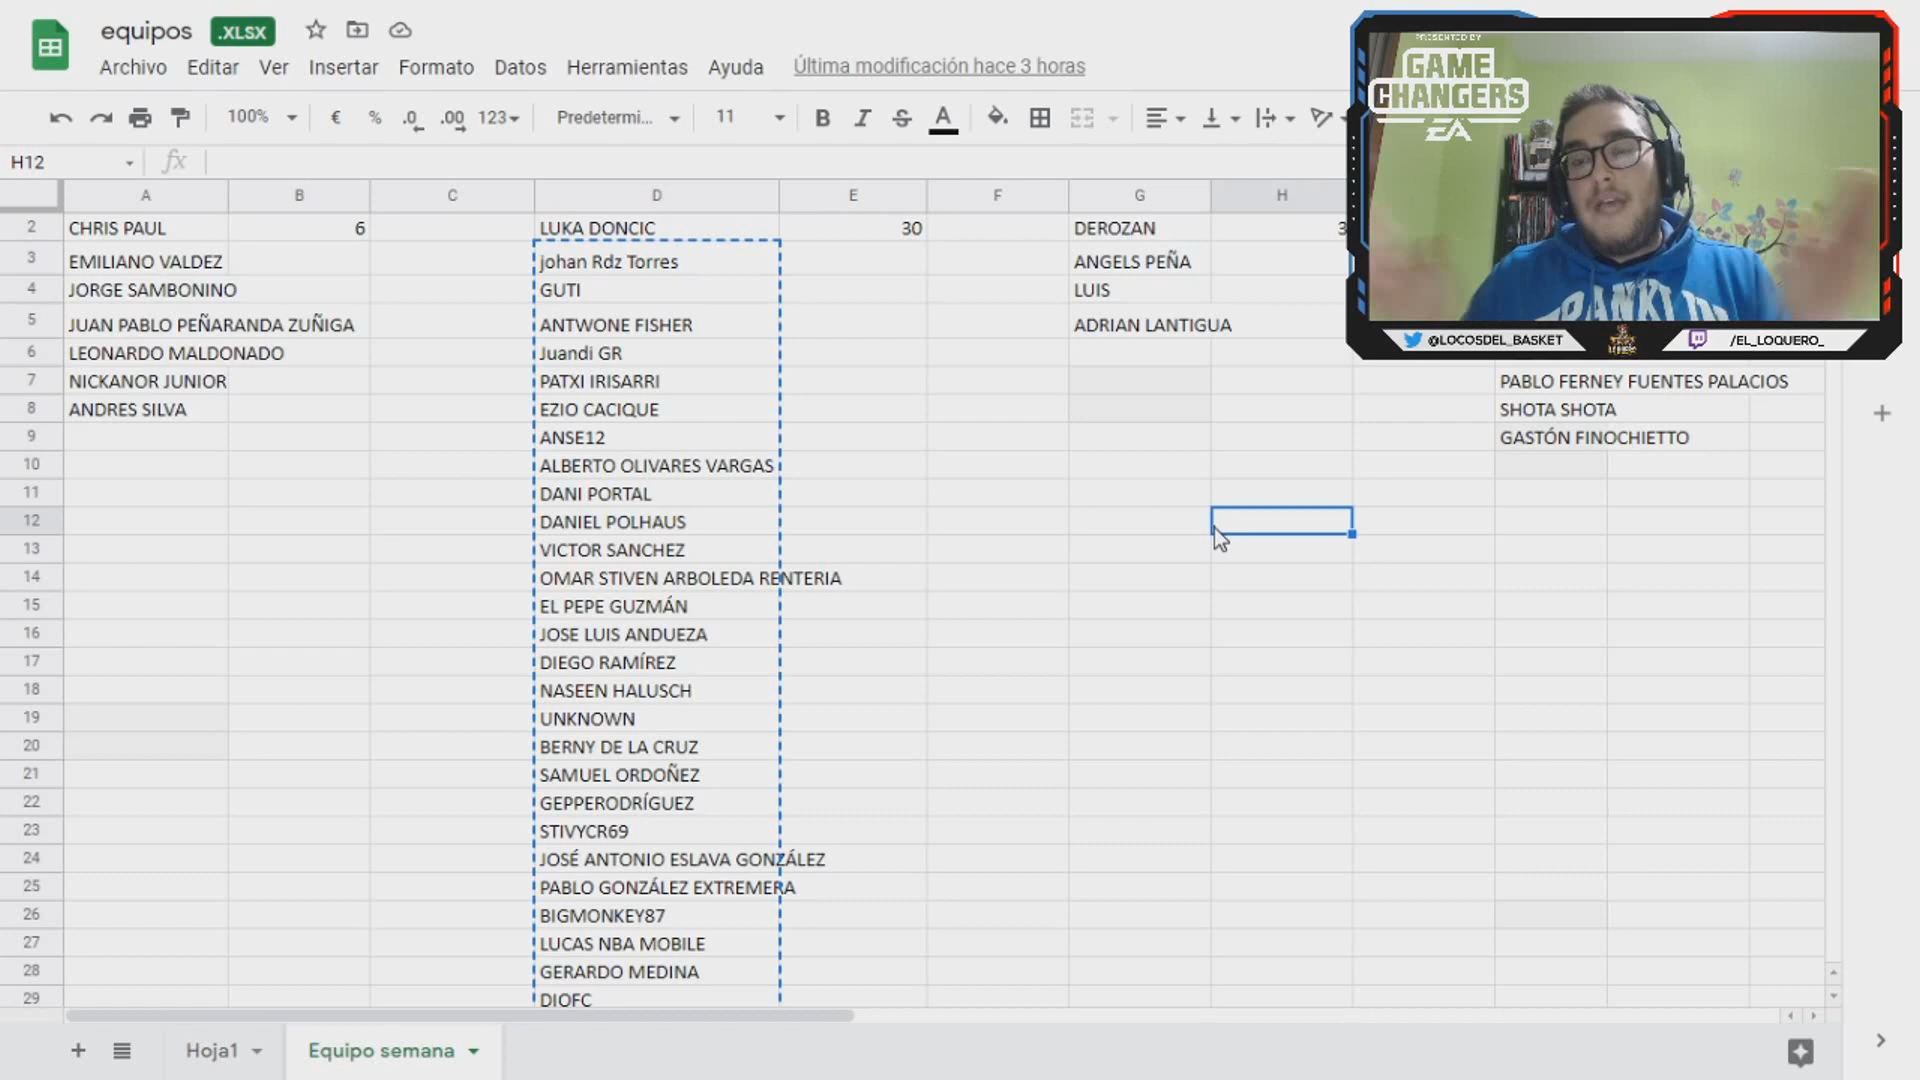 equipos .XLSX
Archivo Editar Ver Insertar Formato Datos Herramientas Ayuda Última modificación hace 3 horas
100% € % .0 .00 123 Predetermi... 11 B I S A
H12 fx
A B C D E F G H
2 CHRIS PAUL 6 LUKA DONCIC 30 DEROZAN 3
3 EMILIANO VALDEZ johan Rdz Torres ANGELS PEÑA
4 JORGE SAMBONINO GUTI LUIS
5 JUAN PABLO PEÑARANDA ZUÑIGA ANTWONE FISHER ADRIAN LANTIGUA
6 LEONARDO MALDONADO Juandi GR
7 NICKANOR JUNIOR PATXI IRISARRI PABLO FERNEY FUENTES PALACIOS
8 ANDRES SILVA EZIO CACIQUE SHOTA SHOTA
9 ANSE12 GASTÓN FINOCHIETTO
10 ALBERTO OLIVARES VARGAS
11 DANI PORTAL
12 DANIEL POLHAUS
13 VICTOR SANCHEZ
14 OMAR STIVEN ARBOLEDA RENTERIA
15 EL PEPE GUZMÁN
16 JOSE LUIS ANDUEZA
17 DIEGO RAMÍREZ
18 NASEEN HALUSCH
19 UNKNOWN
20 BERNY DE LA CRUZ
21 SAMUEL ORDOÑEZ
22 GEPPERODRÍGUEZ
23 STIVYCR69
24 JOSÉ ANTONIO ESLAVA GONZÁLEZ
25 PABLO GONZÁLEZ EXTREMERA
26 BIGMONKEY87
27 LUCAS NBA MOBILE
28 GERARDO MEDINA
29 DIOFC
Hoja1 Equipo semana
PRESENTED BY
GAME
CHANGERS
EA
@LOCOSDEL_BASKET /EL_LOQUERO_